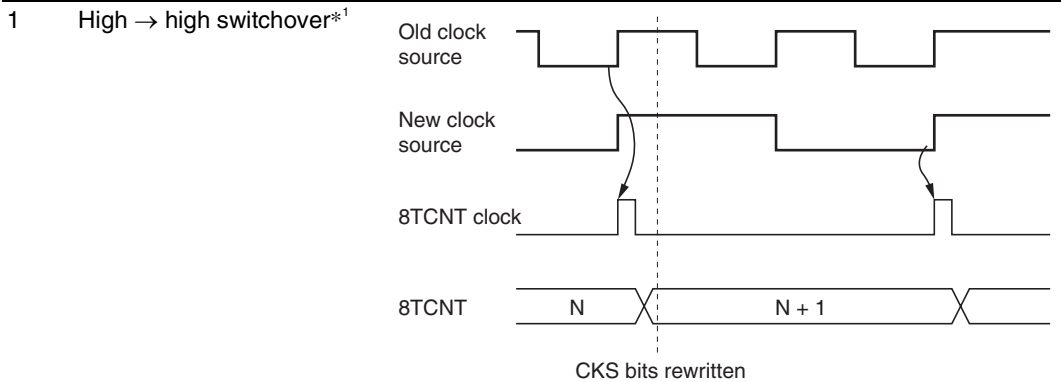 1 High → high switchover*1
Old clock
source
New clock
source
8TCNT clock
8TCNT
N
N + 1
CKS bits rewritten